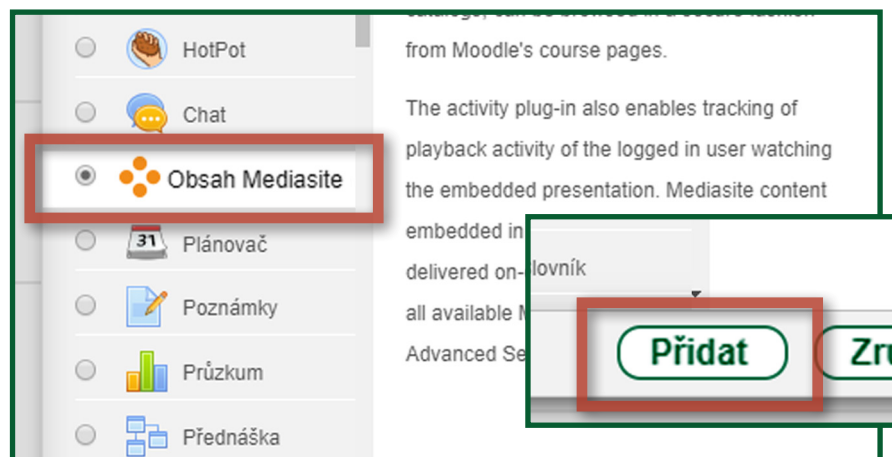 HotPot
Chat
Obsah Mediasite
31
Plánovač
Poznámky
Průzkum
Přednáška
from Moodle's course pages.
The activity plug-in also enables tracking of
playback activity of the logged in user watching
the embedded presentation. Mediasite content
embedded in
delivered on-
all available
Advanced
lovník
Přidat